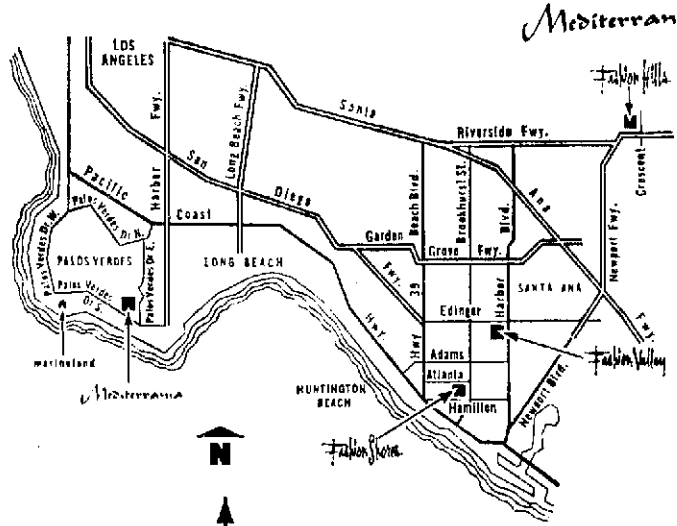 Mediterran
LOS
ANGELES
Fashion Hills
Harbor Fwy.
Long Beach Fwy.
Santa Ana Fwy.
Riverside Fwy.
Crescent
San Diego Fwy.
Pacific Coast Hwy.
Beach Blvd.
Brookhurst St.
Harbor Blvd.
Newport Fwy.
Palos Verdes Dr. N.
Palos Verdes Dr. W.
PALOS VERDES
Palos Verdes Dr. E.
Palos Verdes
Dr. S.
Garden Grove Fwy.
LONG BEACH
Hwy 39
SANTA ANA
Edinger
marineland
Mediterrania
Adams
Fashion Valley
Atlanta
HUNTINGTON
BEACH
Hamilton
Newport Blvd.
Fashion Shores
N